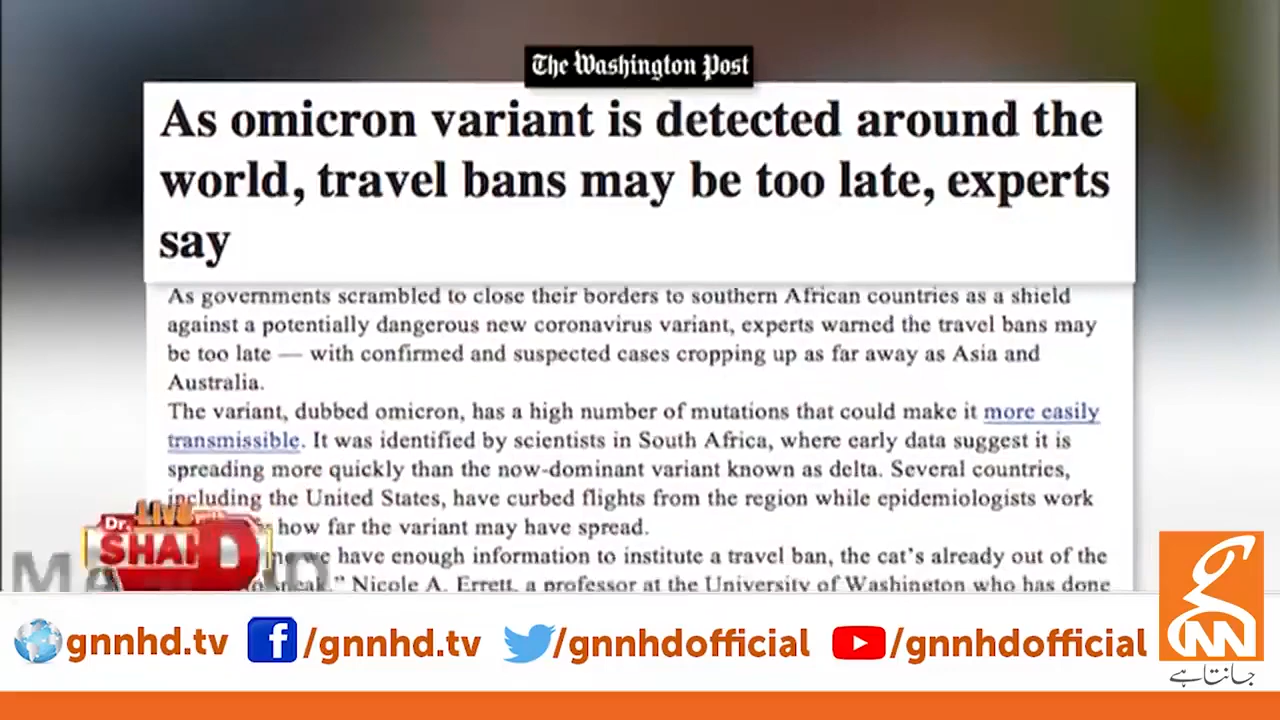 The Washington Post
As omicron variant is detected around the
world, travel bans may be too late, experts
say
As governments scrambled to close their borders to southern African countries as a shield
against a potentially dangerous new coronavirus variant, experts warned the travel bans may
be too late — with confirmed and suspected cases cropping up as far away as Asia and
Australia.
The variant, dubbed omicron, has a high number of mutations that could make it more easily
transmissible. It was identified by scientists in South Africa, where early data suggest it is
spreading more quickly than the now-dominant variant known as delta. Several countries,
including the United States, have curbed flights from the region while epidemiologists work
how far the variant may have spread.
we have enough information to institute a travel ban, the cat's already out of the
speak." Nicole A. Errett, a professor at the University of Washington who has done
LIVE with
Dr.
SHAHID
gnnhd.tv
/gnnhd.tv
/gnnhdofficial
/gnnhdofficial
GNN
جانتا ہے